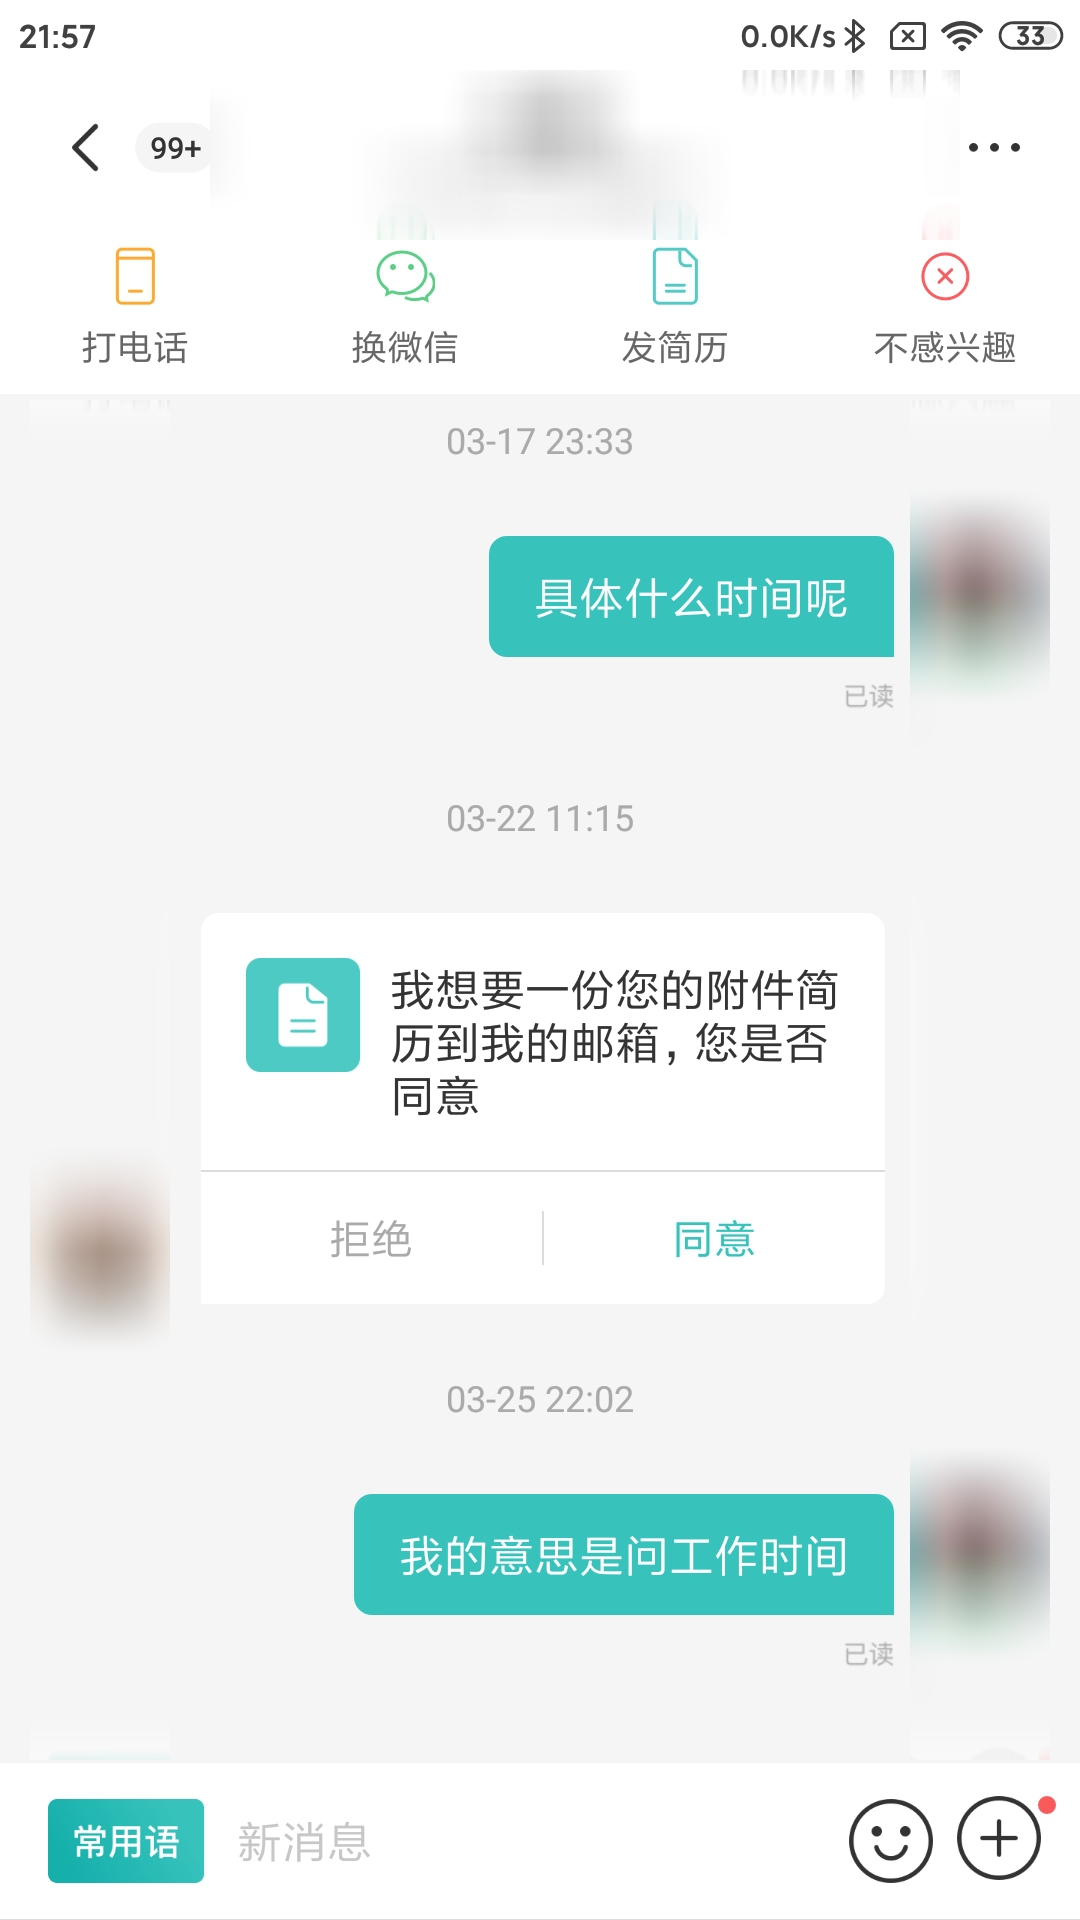 21:57
0.0K/s
33
99+
打电话
换微信
发简历
不感兴趣
03-17 23:33
具体什么时间呢
已读
03-22 11:15
我想要一份您的附件简
历到我的邮箱，您是否
同意
拒绝
同意
03-25 22:02
我的意思是问工作时间
已读
常用语
新消息